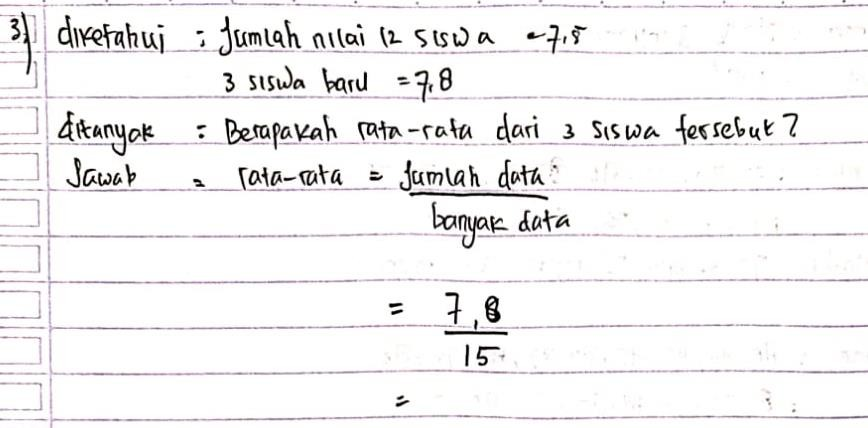 3) diketahui : Jumlah nilai 12 siswa = 7,5
3 siswa baru = 7,8
ditanyak : Berapakah rata-rata dari 3 siswa tersebut?
Jawab = rata-rata = Jumlah data
banyak data
= 7,8
15
=